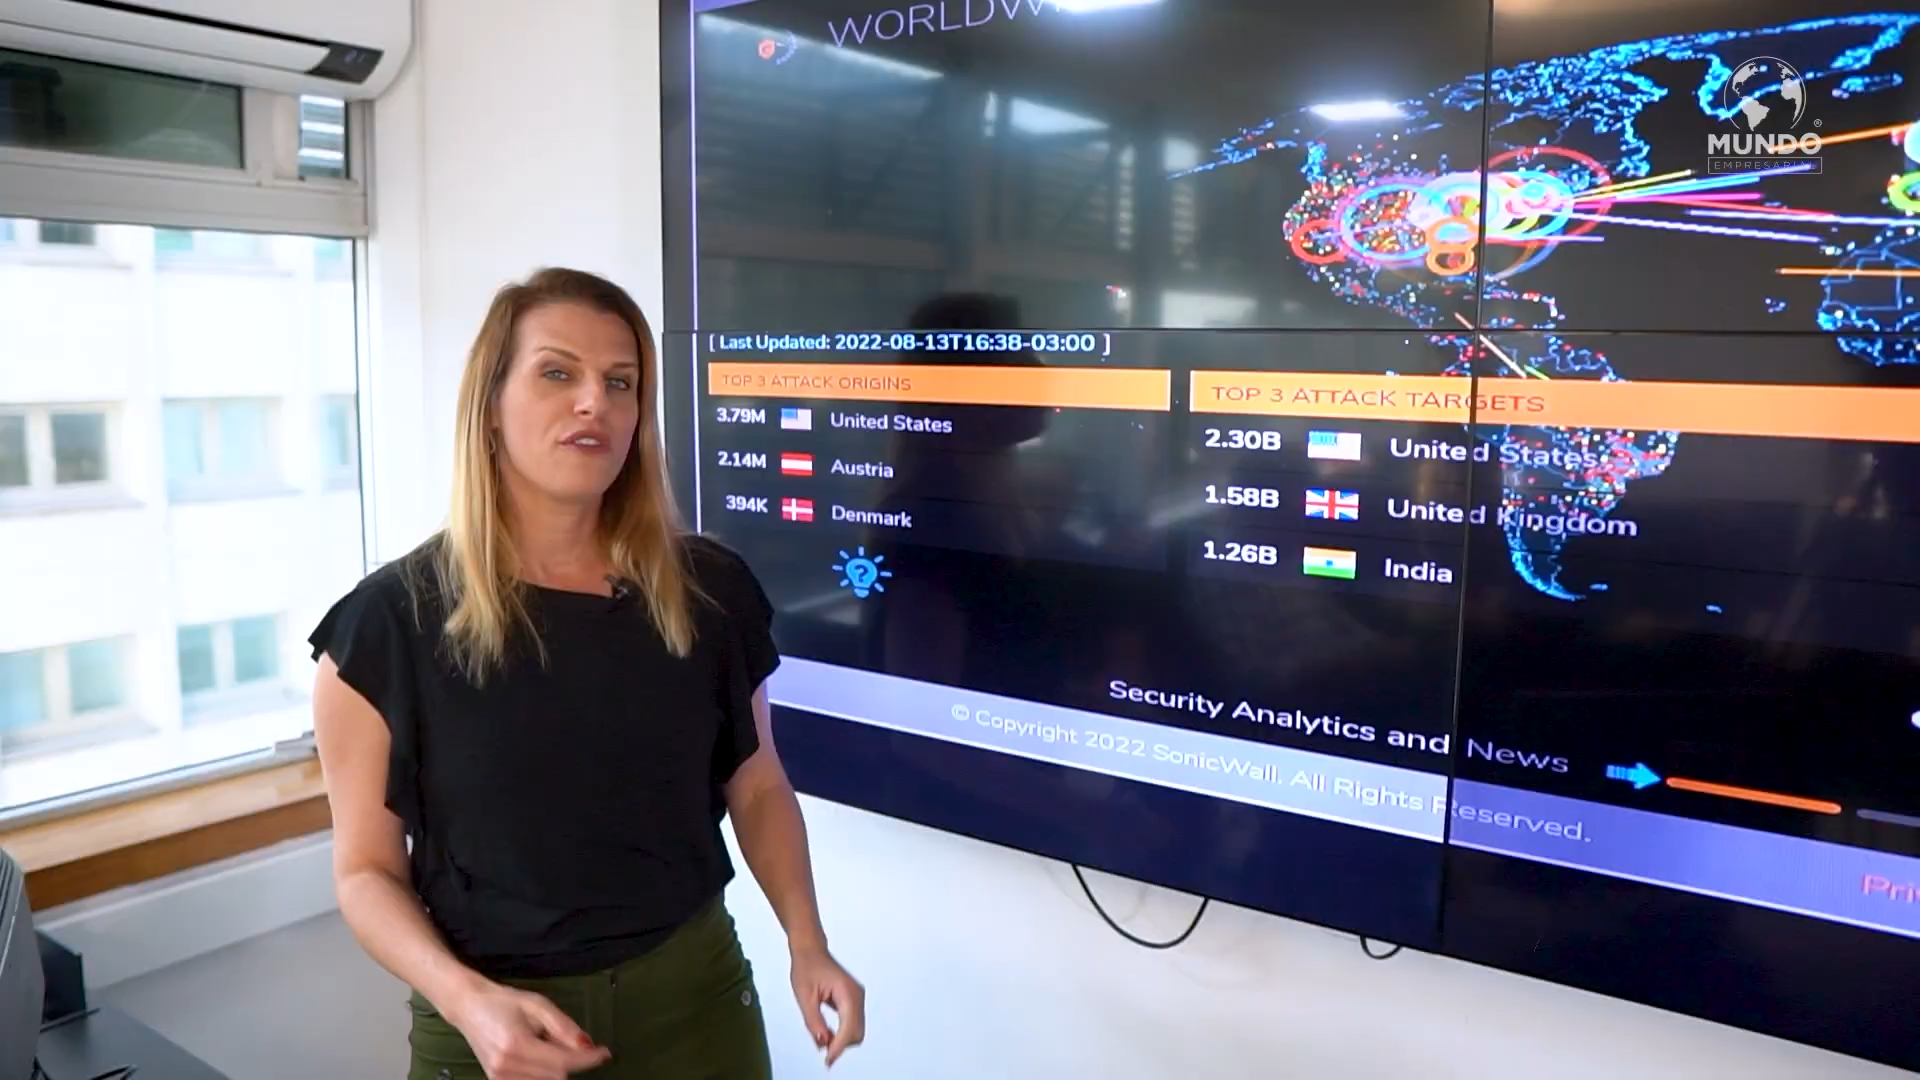 MUNDO
EMPRESARIAL
[ Last Updated: 2022-08-13T16:38-03:00 ]
TOP 3 ATTACK ORIGINS
3.79M United States
2.14M Austria
394K Denmark
TOP 3 ATTACK TARGETS
2.30B United States
1.58B United Kingdom
1.26B India
Security Analytics and News
© Copyright 2022 SonicWall. All Rights Reserved.